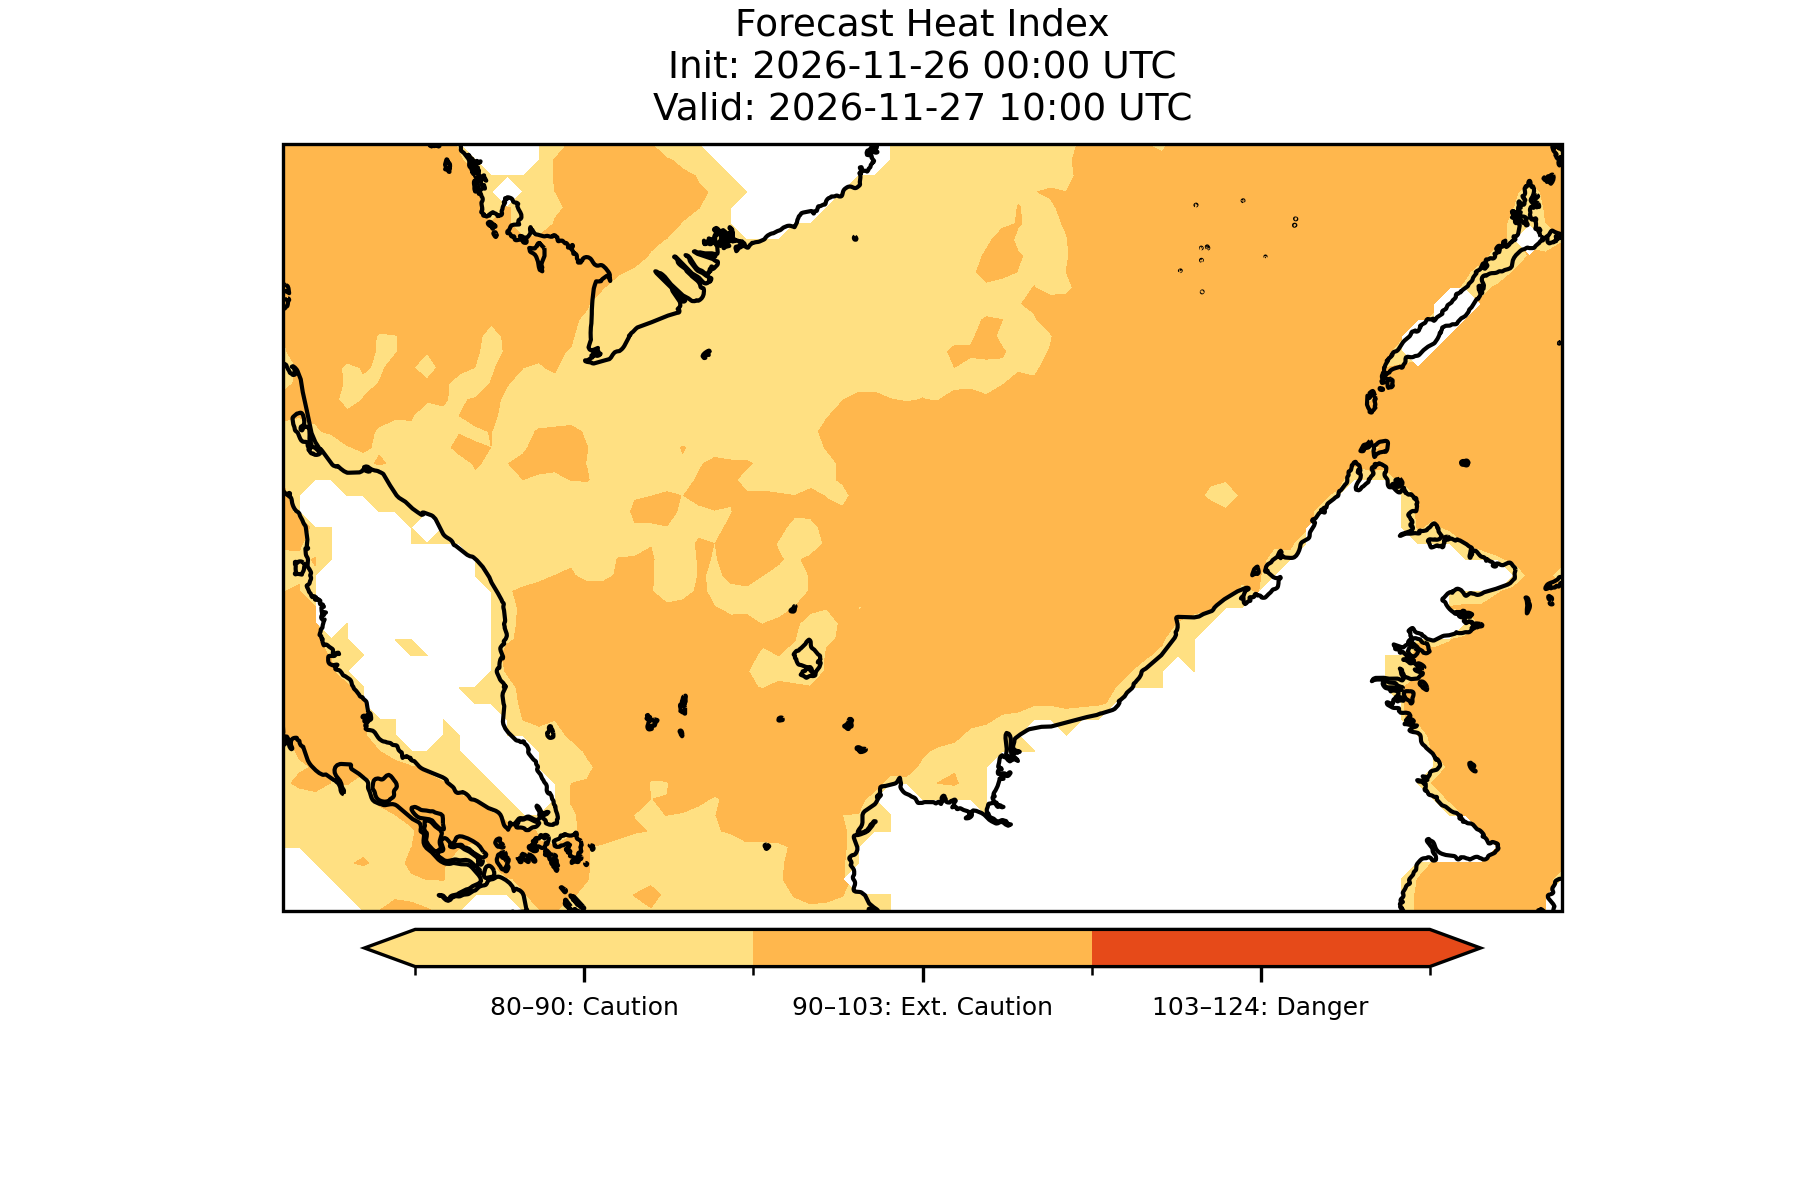 Forecast Heat Index
Init: 2026-11-26 00:00 UTC
Valid: 2026-11-27 10:00 UTC
80–90: Caution
90–103: Ext. Caution
103–124: Danger